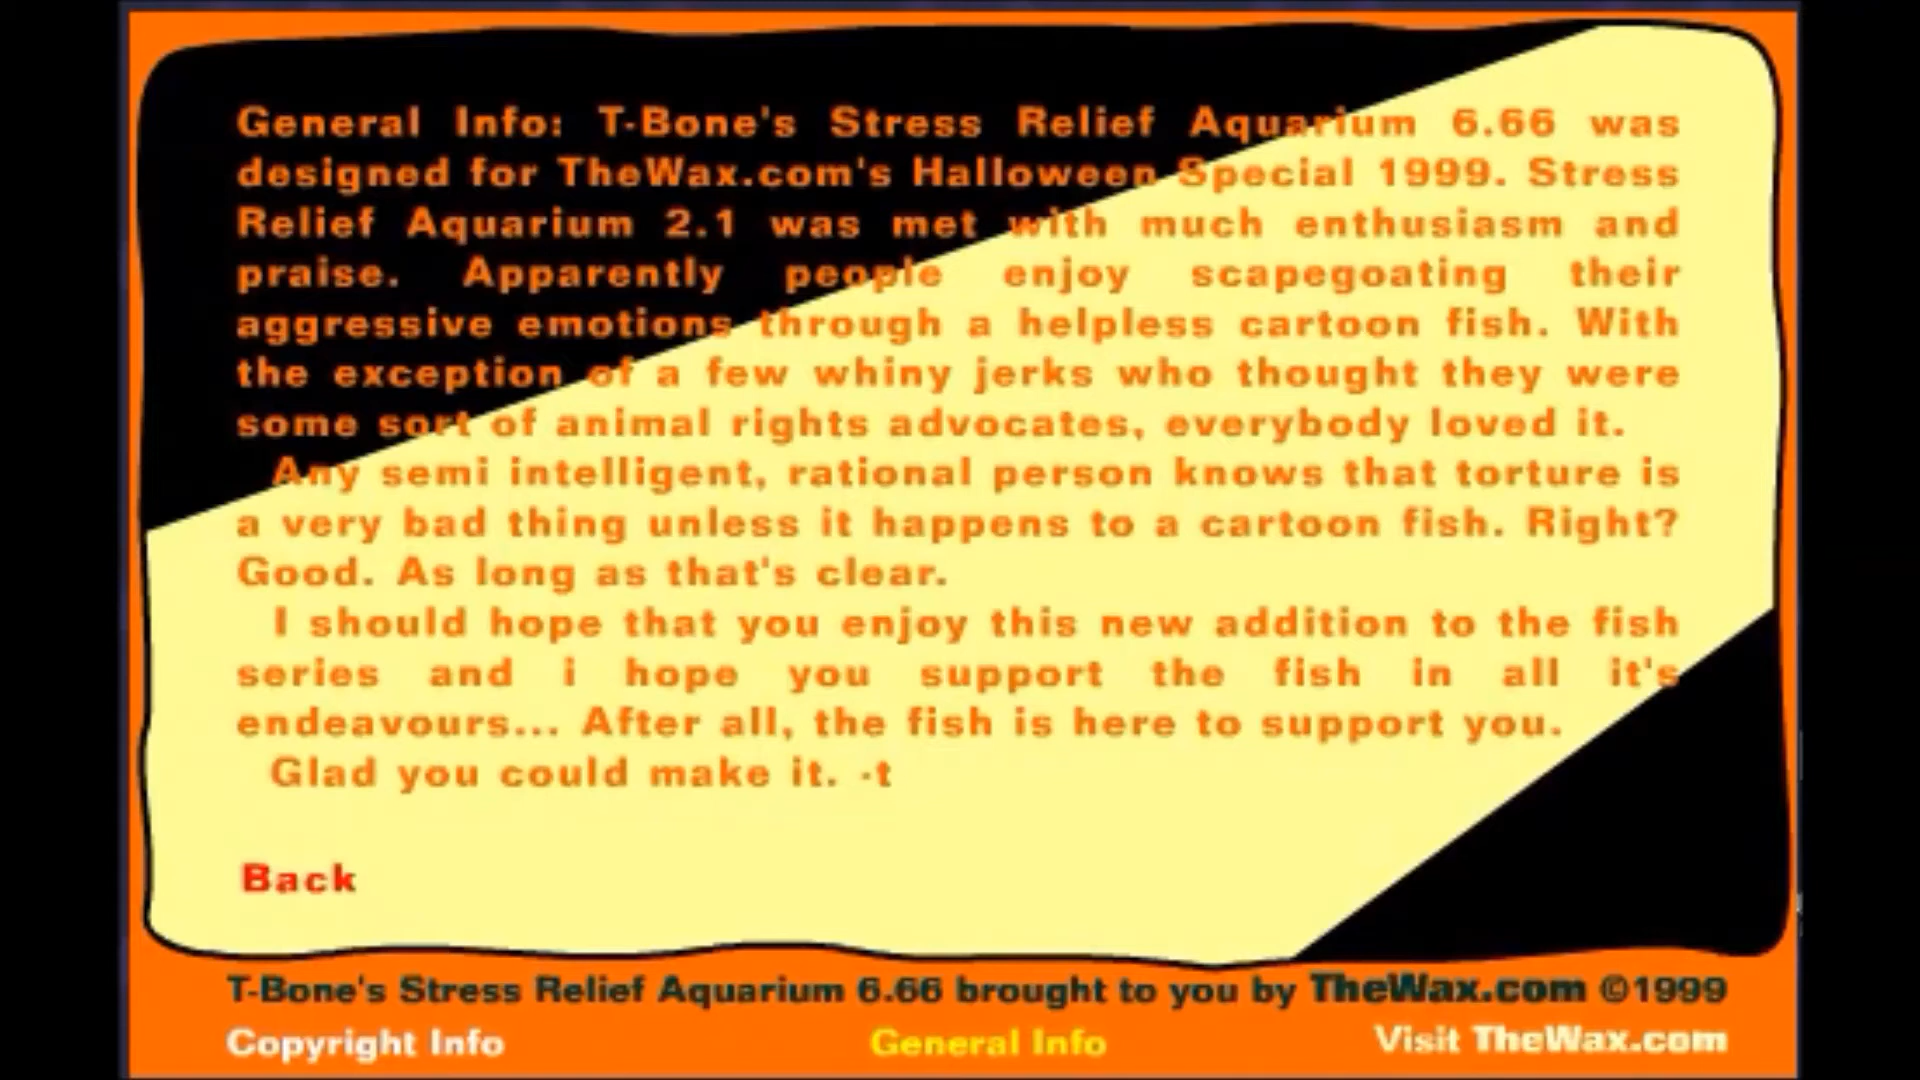 General Info: T-Bone's Stress Relief Aquarium 6.66 was
designed for TheWax.com's Halloween Special 1999. Stress
Relief Aquarium 2.1 was met with much enthusiasm and
praise. Apparently people enjoy scapegoating their
aggressive emotions through a helpless cartoon fish. With
the exception of a few whiny jerks who thought they were
some sort of animal rights advocates, everybody loved it.
Any semi intelligent, rational person knows that torture is
a very bad thing unless it happens to a cartoon fish. Right?
Good. As long as that's clear.
I should hope that you enjoy this new addition to the fish
series and i hope you support the fish in all it's
endeavours... After all, the fish is here to support you.
Glad you could make it. -t
Back
T-Bone's Stress Relief Aquarium 6.66 brought to you by TheWax.com ©1999
Copyright Info General Info Visit TheWax.com